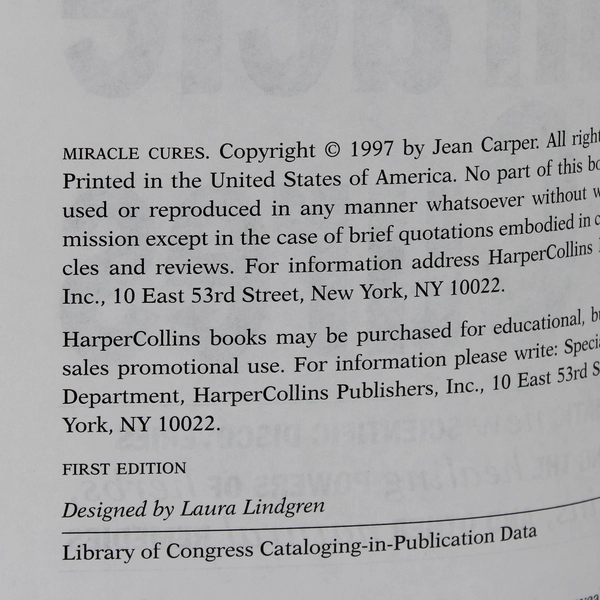 MIRACLE CURES. Copyright © 1997 by Jean Carper. All right
Printed in the United States of America. No part of this bo
used or reproduced in any manner whatsoever without w
mission except in the case of brief quotations embodied in c
cles and reviews. For information address HarperCollins
Inc., 10 East 53rd Street, New York, NY 10022.
HarperCollins books may be purchased for educational, bu
sales promotional use. For information please write: Specia
Department, HarperCollins Publishers, Inc., 10 East 53rd S
York, NY 10022.
FIRST EDITION
Designed by Laura Lindgren
Library of Congress Cataloging-in-Publication Data